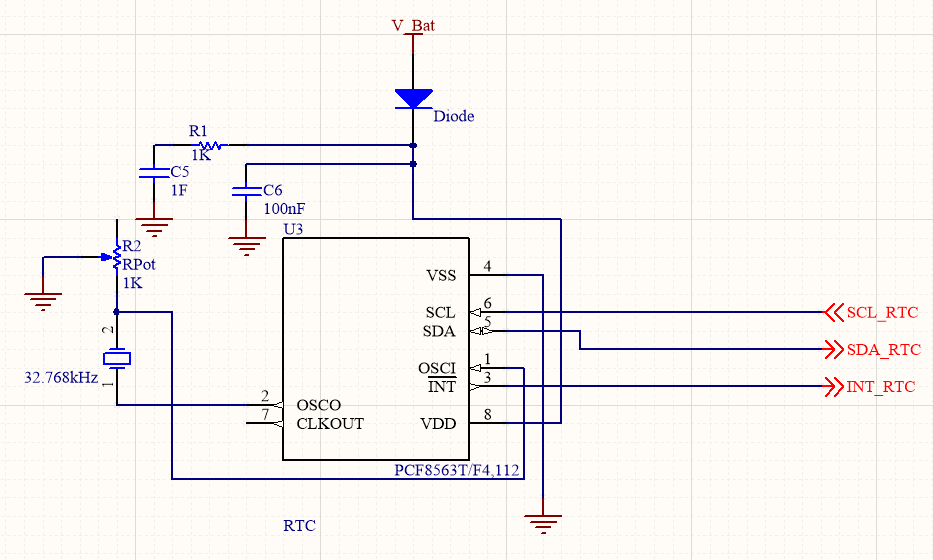 V_Bat
Diode
R1
1K
C5
1F
C6
100nF
U3
R2
RPot
1K
VSS
4
SCL
6
SCL_RTC
SDA
5
SDA_RTC
2
OSCI
1
32.768kHz
1
INT
3
INT_RTC
2
OSCO
7
CLKOUT
VDD
8
PCF8563T/F4,112
RTC